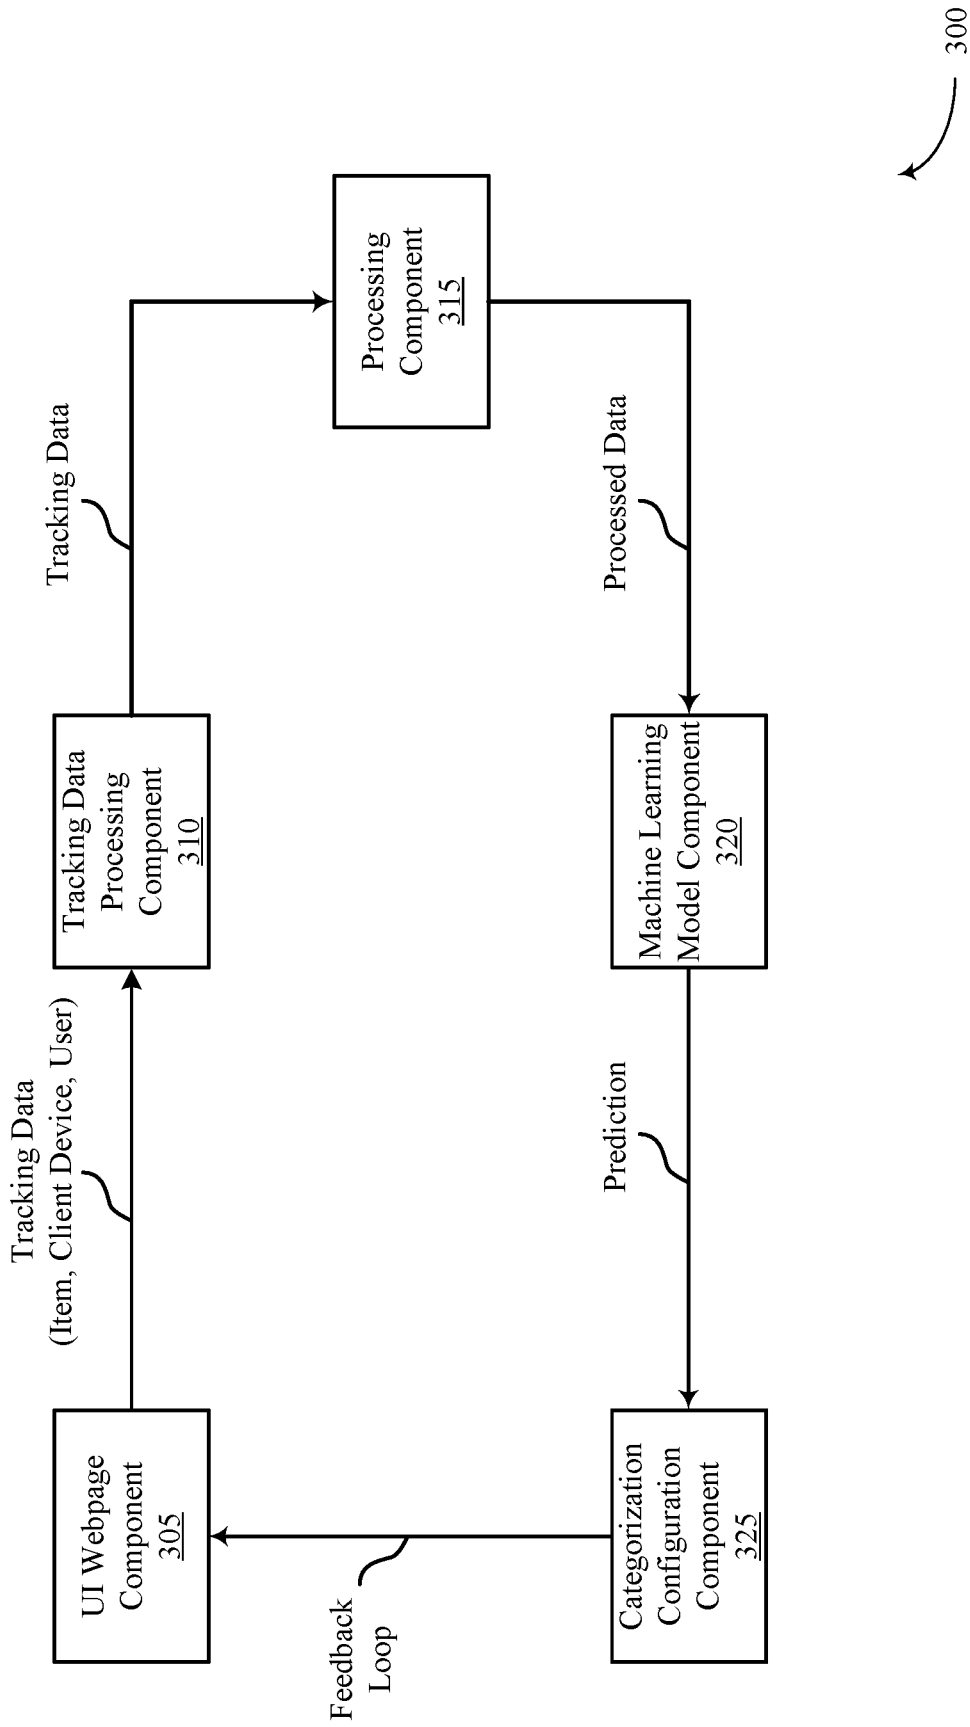 Tracking Data
(Item, Client Device, User)
Tracking Data
UI Webpage
Component
305
Tracking Data
Processing
Component
310
Processing
Component
315
Feedback
Loop
Prediction
Processed Data
Categorization
Configuration
Component
325
Machine Learning
Model Component
320
300